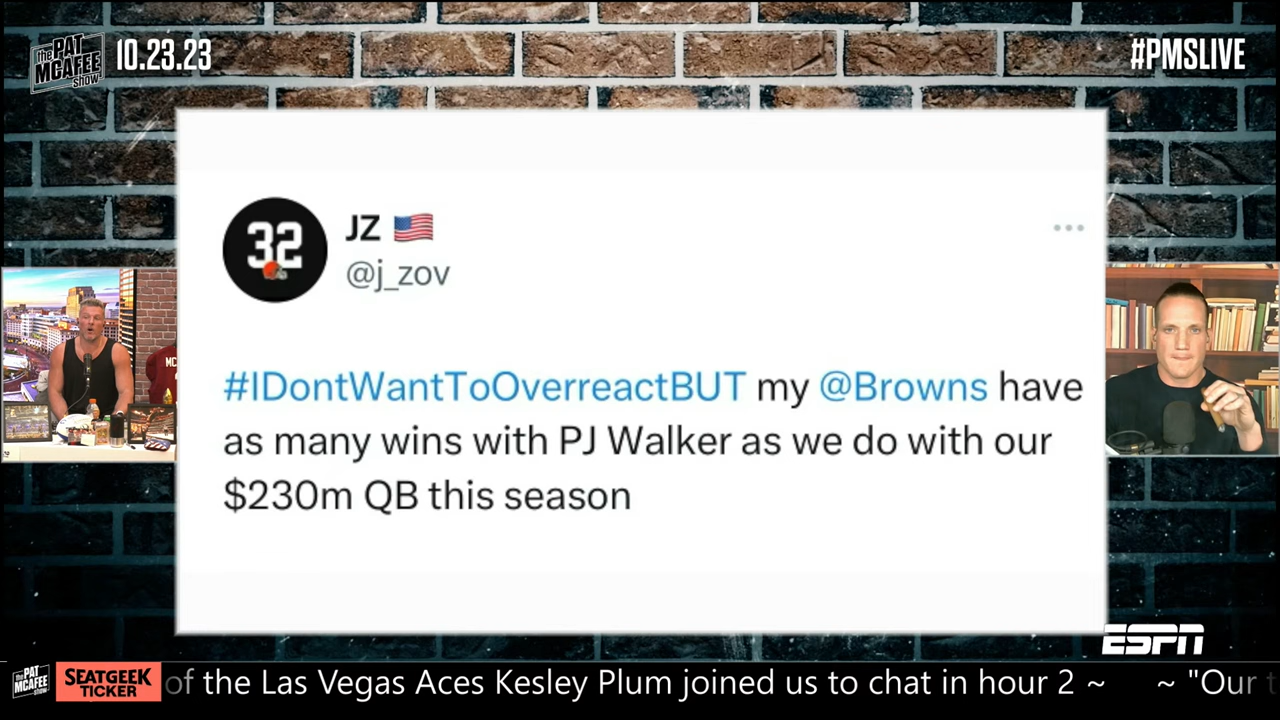 the PAT MCAFEE show
10.23.23
#PMSLIVE
32
JZ 🇺🇸
@j_zov
#IDontWantToOverreactBUT my @Browns have
as many wins with PJ Walker as we do with our
$230m QB this season
MC
ESPN
the PAT MCAFEE show
SEATGEEK
TICKER
of the Las Vegas Aces Kesley Plum joined us to chat in hour 2 ~ ~ "Our t